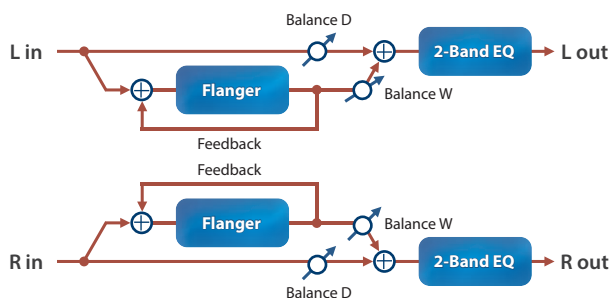 Balance D
L in
2-Band EQ
L out
Flanger
Balance W
Feedback
Feedback
Flanger
Balance W
R in
2-Band EQ
R out
Balance D